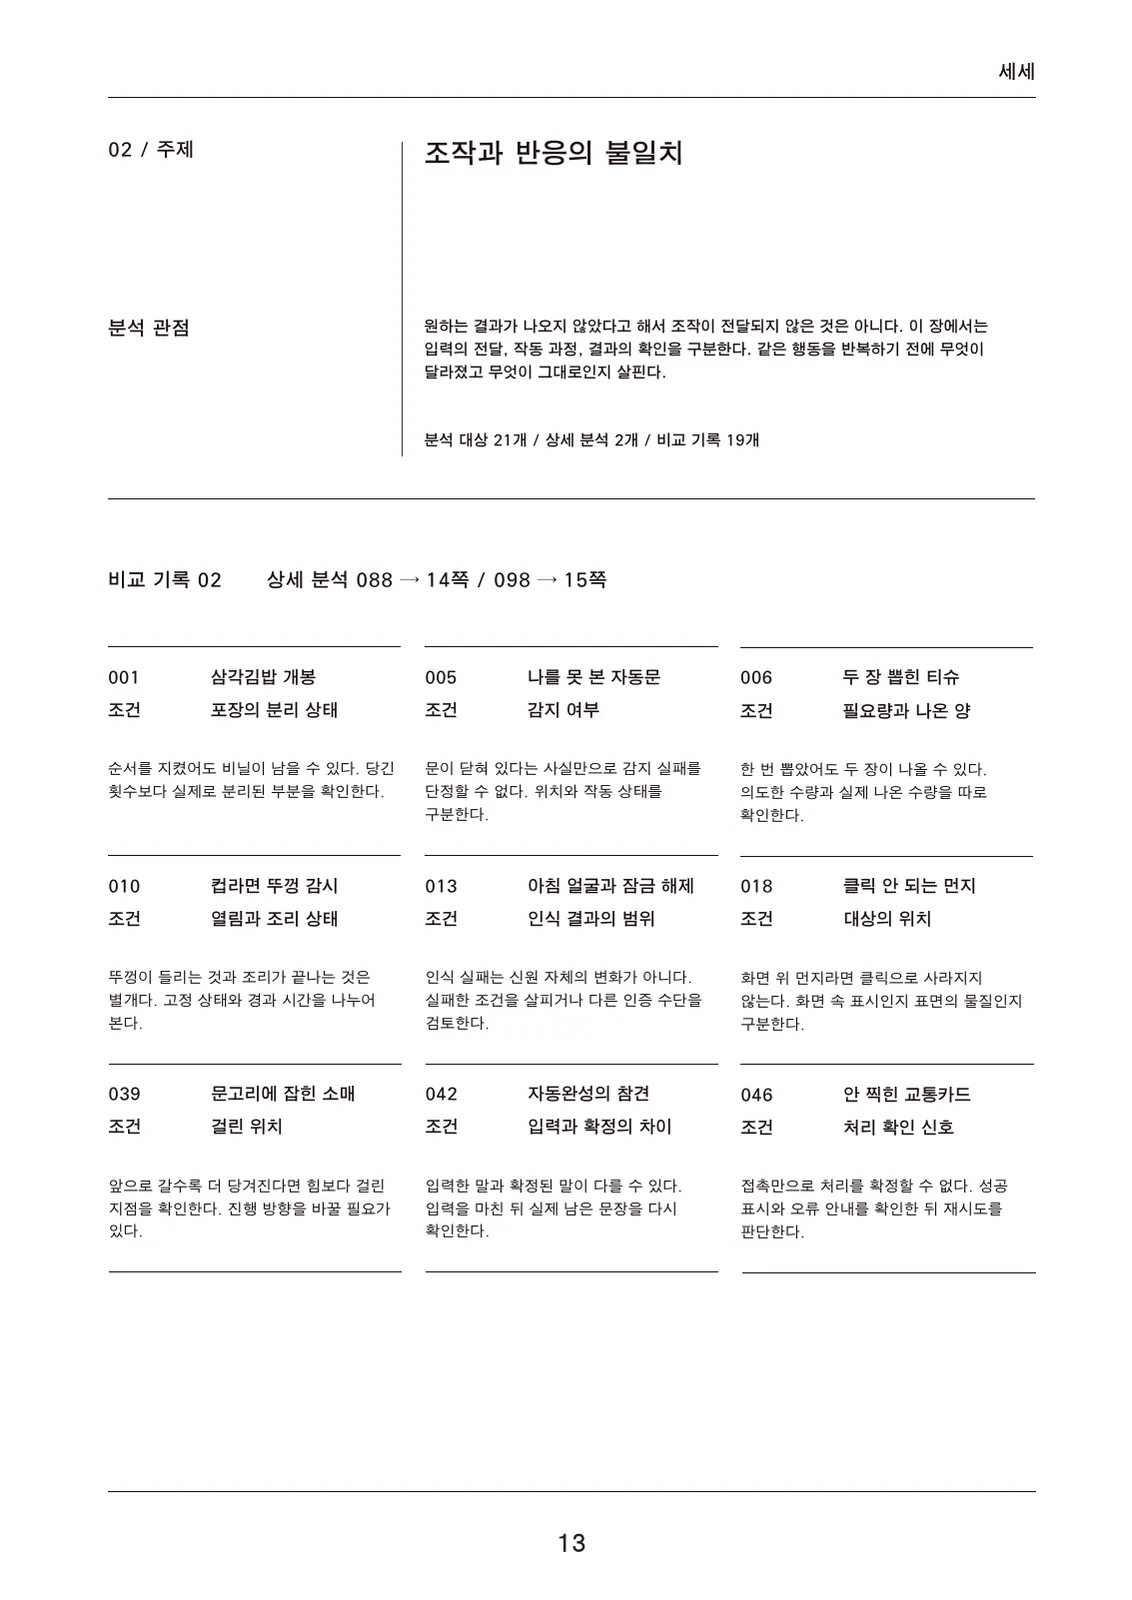 세세
02 / 주제
조작과 반응의 불일치
분석 관점
원하는 결과가 나오지 않았다고 해서 조작이 전달되지 않은 것은 아니다. 이 장에서는
입력의 전달, 작동 과정, 결과의 확인을 구분한다. 같은 행동을 반복하기 전에 무엇이
달라졌고 무엇이 그대로인지 살핀다.
분석 대상 21개 / 상세 분석 2개 / 비교 기록 19개
비교 기록 02 상세 분석 088 → 14쪽 / 098 → 15쪽
001 삼각김밥 개봉
조건 포장의 분리 상태
순서를 지켰어도 비닐이 남을 수 있다. 당긴
횟수보다 실제로 분리된 부분을 확인한다.
005 나를 못 본 자동문
조건 감지 여부
문이 닫혀 있다는 사실만으로 감지 실패를
단정할 수 없다. 위치와 작동 상태를
구분한다.
006 두 장 뽑힌 티슈
조건 필요량과 나온 양
한 번 뽑았어도 두 장이 나올 수 있다.
의도한 수량과 실제 나온 수량을 따로
확인한다.
010 컵라면 뚜껑 감시
조건 열림과 조리 상태
뚜껑이 들리는 것과 조리가 끝나는 것은
별개다. 고정 상태와 경과 시간을 나누어
본다.
013 아침 얼굴과 잠금 해제
조건 인식 결과의 범위
인식 실패는 신원 자체의 변화가 아니다.
실패한 조건을 살피거나 다른 인증 수단을
검토한다.
018 클릭 안 되는 먼지
조건 대상의 위치
화면 위 먼지라면 클릭으로 사라지지
않는다. 화면 속 표시인지 표면의 물질인지
구분한다.
039 문고리에 잡힌 소매
조건 걸린 위치
앞으로 갈수록 더 당겨진다면 힘보다 걸린
지점을 확인한다. 진행 방향을 바꿀 필요가
있다.
042 자동완성의 참견
조건 입력과 확정의 차이
입력한 말과 확정된 말이 다를 수 있다.
입력을 마친 뒤 실제 남은 문장을 다시
확인한다.
046 안 찍힌 교통카드
조건 처리 확인 신호
접촉만으로 처리를 확정할 수 없다. 성공
표시와 오류 안내를 확인한 뒤 재시도를
판단한다.
13